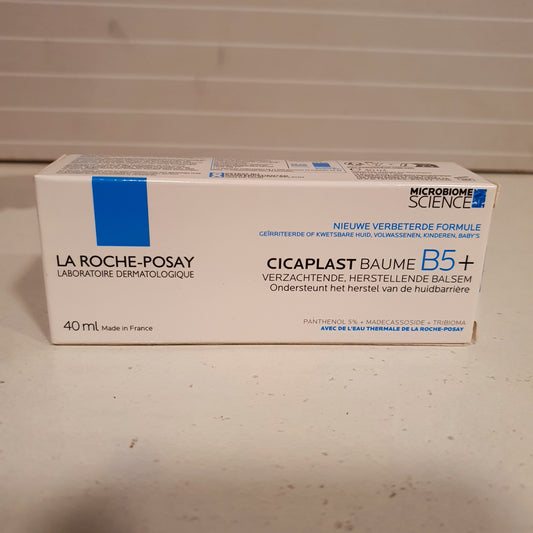 MICROBIOME
SCIENCE
NIEUWE VERBETERDE FORMULE
GEÏRRITEERDE OF KWETSBARE HUID, VOLWASSENEN, KINDEREN, BABY'S
LA ROCHE-POSAY
LABORATOIRE DERMATOLOGIQUE
CICAPLAST BAUME B5+
VERZACHTENDE, HERSTELLENDE BALSEM
Ondersteunt het herstel van de huidbarrière
40 ml Made in France
PANTHENOL 5% + MADECASSOSIDE + TRIBIOMA
AVEC DE L'EAU THERMALE DE LA ROCHE-POSAY